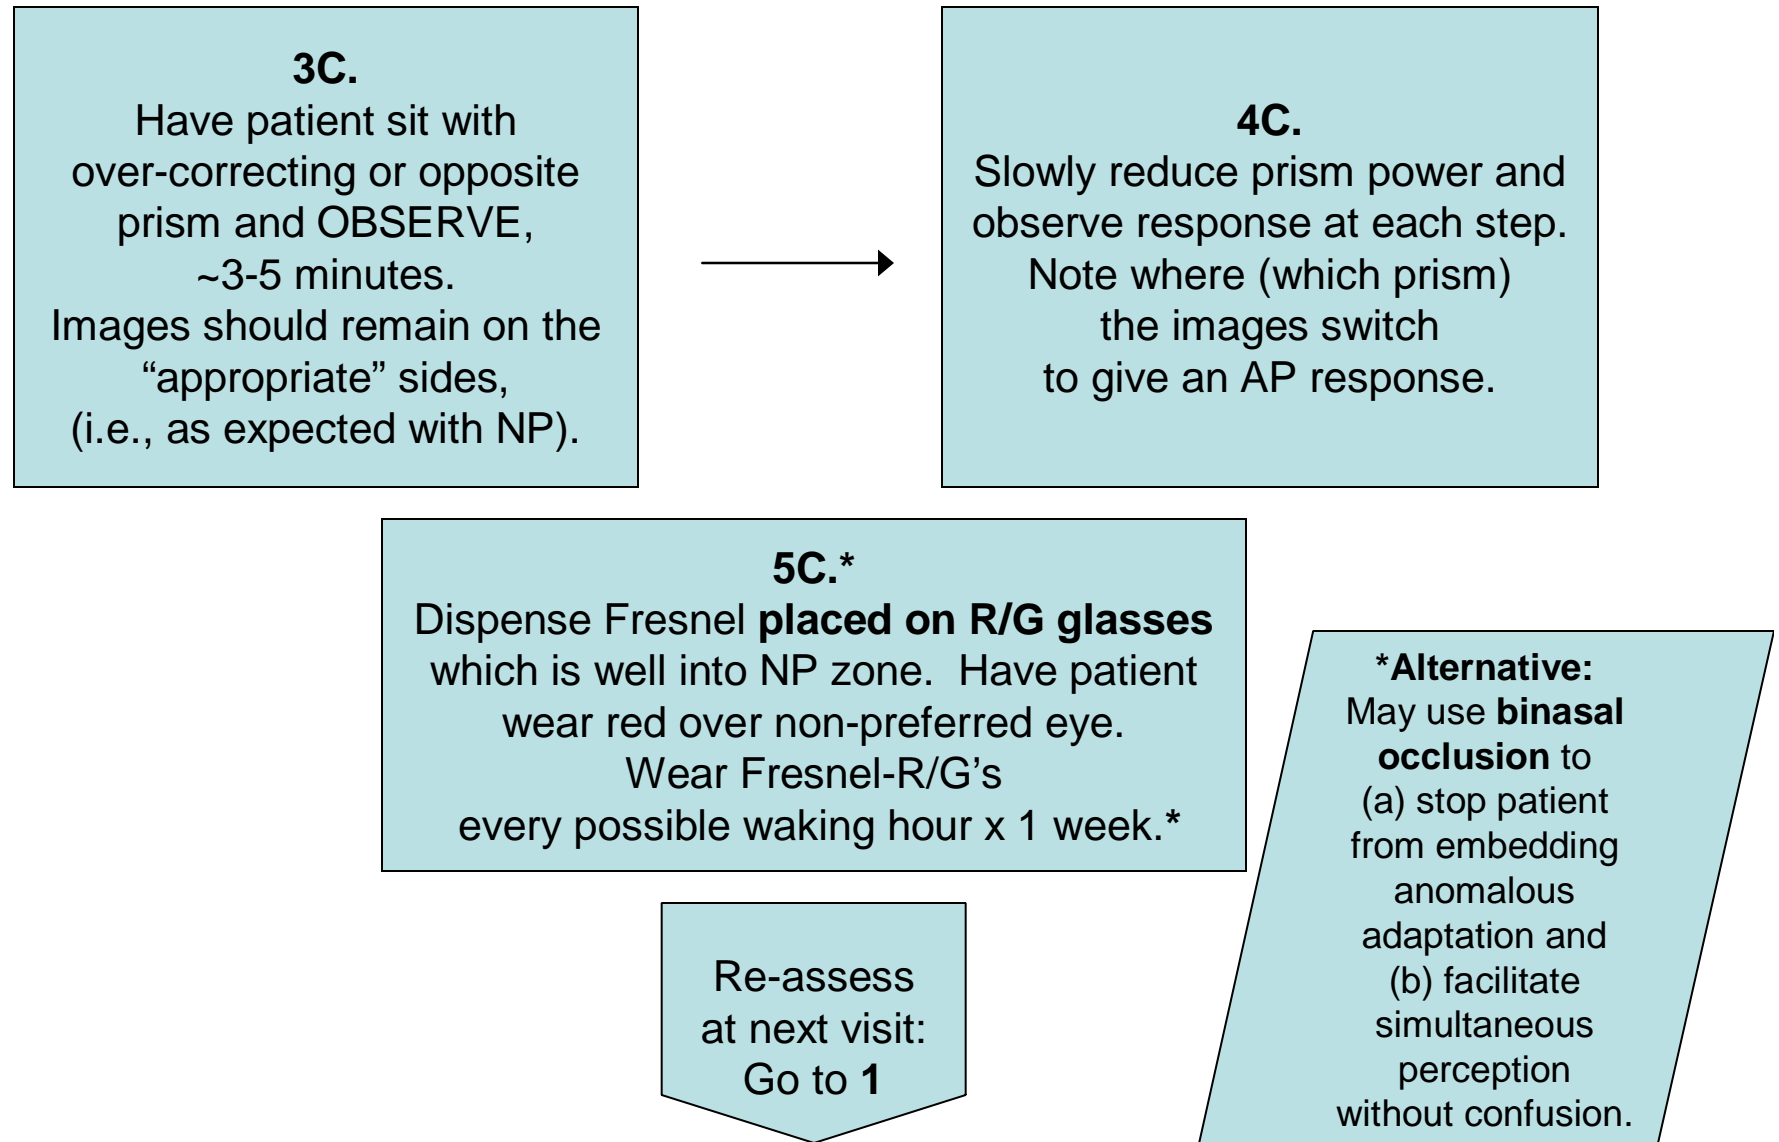 3C.
Have patient sit with
over-correcting or opposite
prism and OBSERVE,
~3-5 minutes.
Images should remain on the
“appropriate” sides,
(i.e., as expected with NP).
4C.
Slowly reduce prism power and
observe response at each step.
Note where (which prism)
the images switch
to give an AP response.
5C.*
Dispense Fresnel placed on R/G glasses
which is well into NP zone.  Have patient
wear red over non-preferred eye.
Wear Fresnel-R/G’s
every possible waking hour x 1 week.*
*Alternative:
May use binasal
occlusion to
(a) stop patient
from embedding
anomalous
adaptation and
(b) facilitate
simultaneous
perception
without confusion.
Re-assess
at next visit:
Go to 1